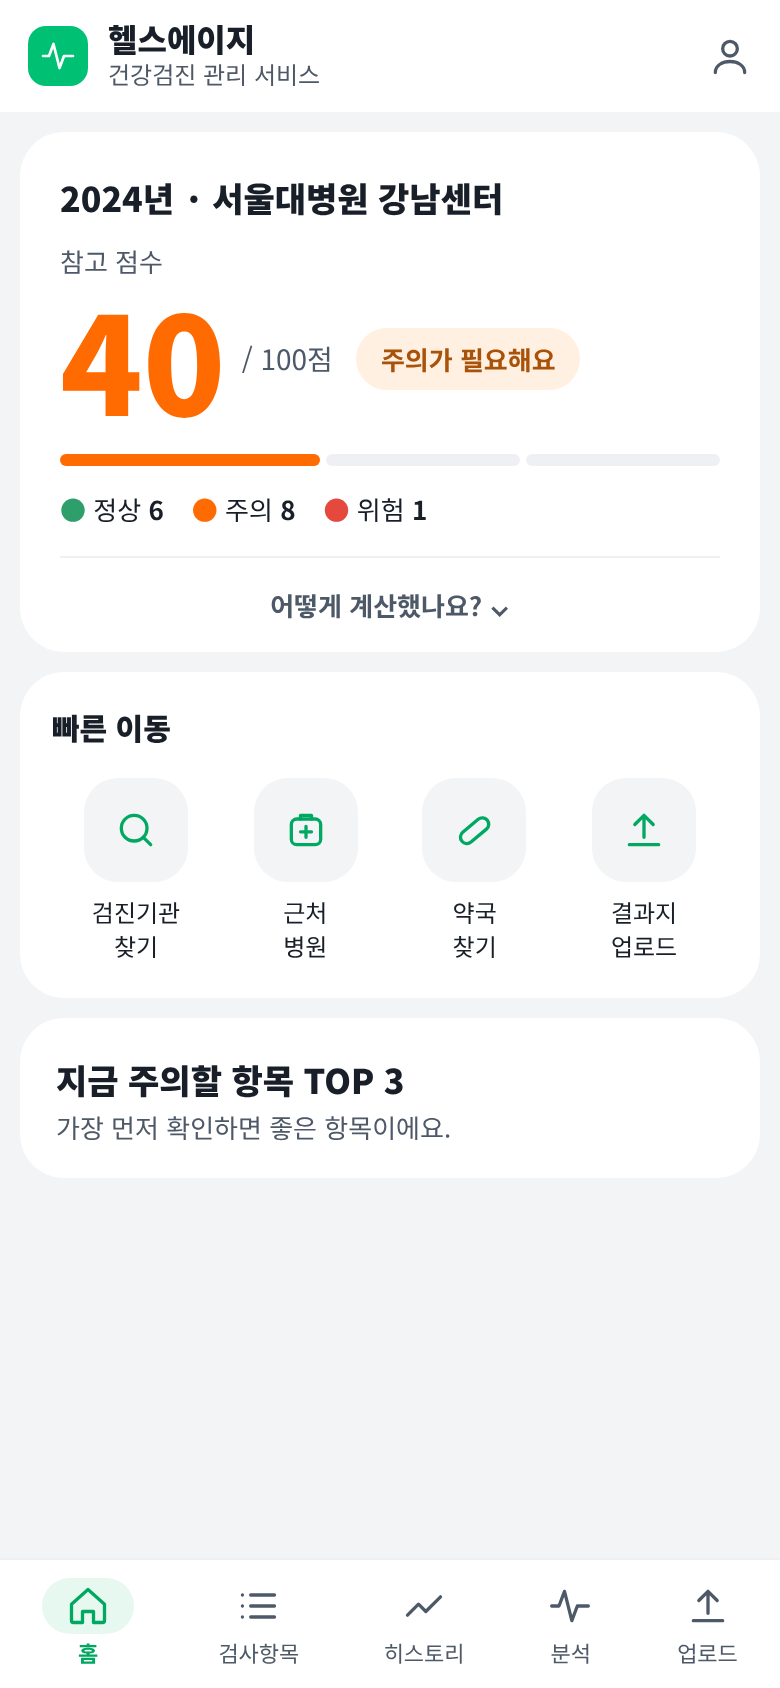 헬스에이지
건강검진 관리 서비스
2024년 · 서울대병원 강남센터
참고 점수
40 / 100점 주의가 필요해요
정상 6 주의 8 위험 1
어떻게 계산했나요?
빠른 이동
검진기관
찾기
근처
병원
약국
찾기
결과지
업로드
지금 주의할 항목 TOP 3
가장 먼저 확인하면 좋은 항목이에요.
홈 검사항목 히스토리 분석 업로드